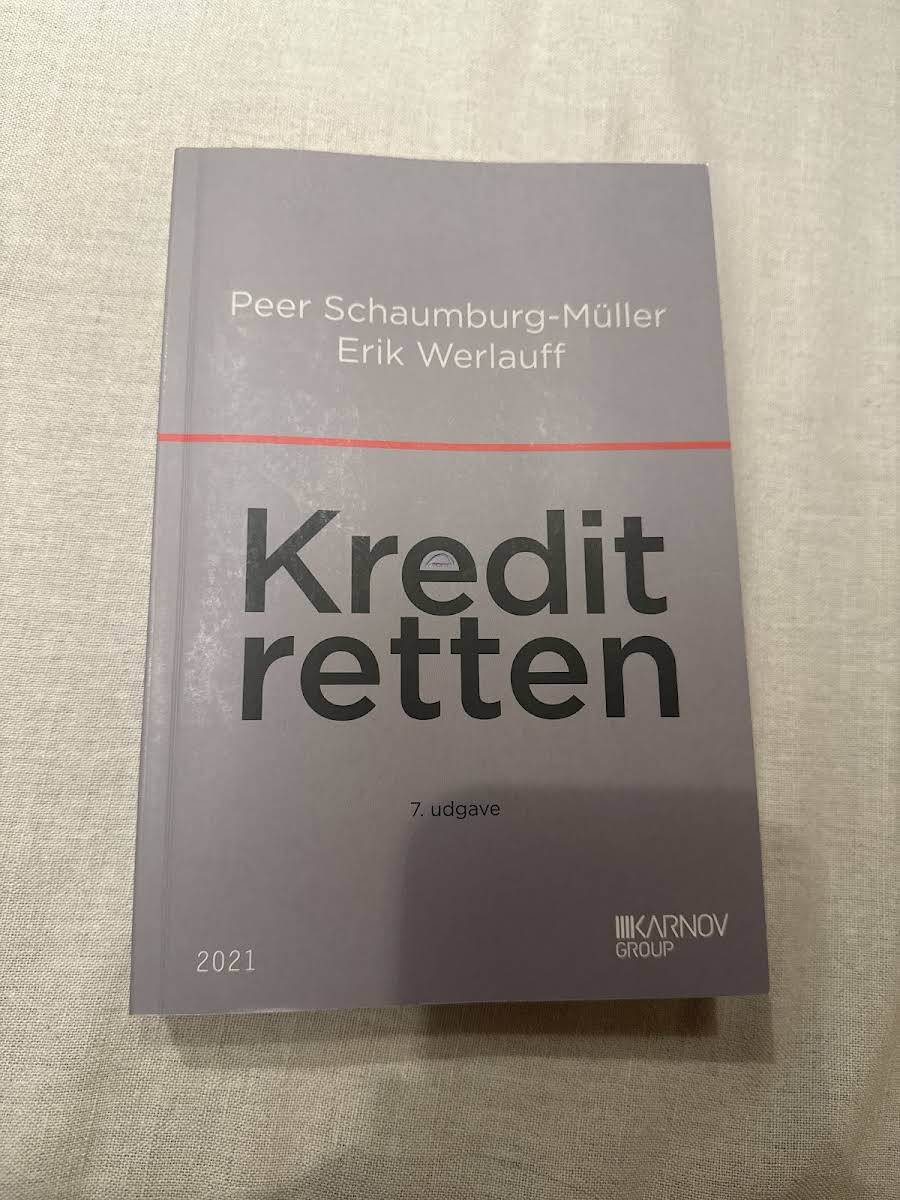 Peer Schaumburg-Müller
Erik Werlauff
Kredit
retten
7. udgave
2021
KARNOV
GROUP